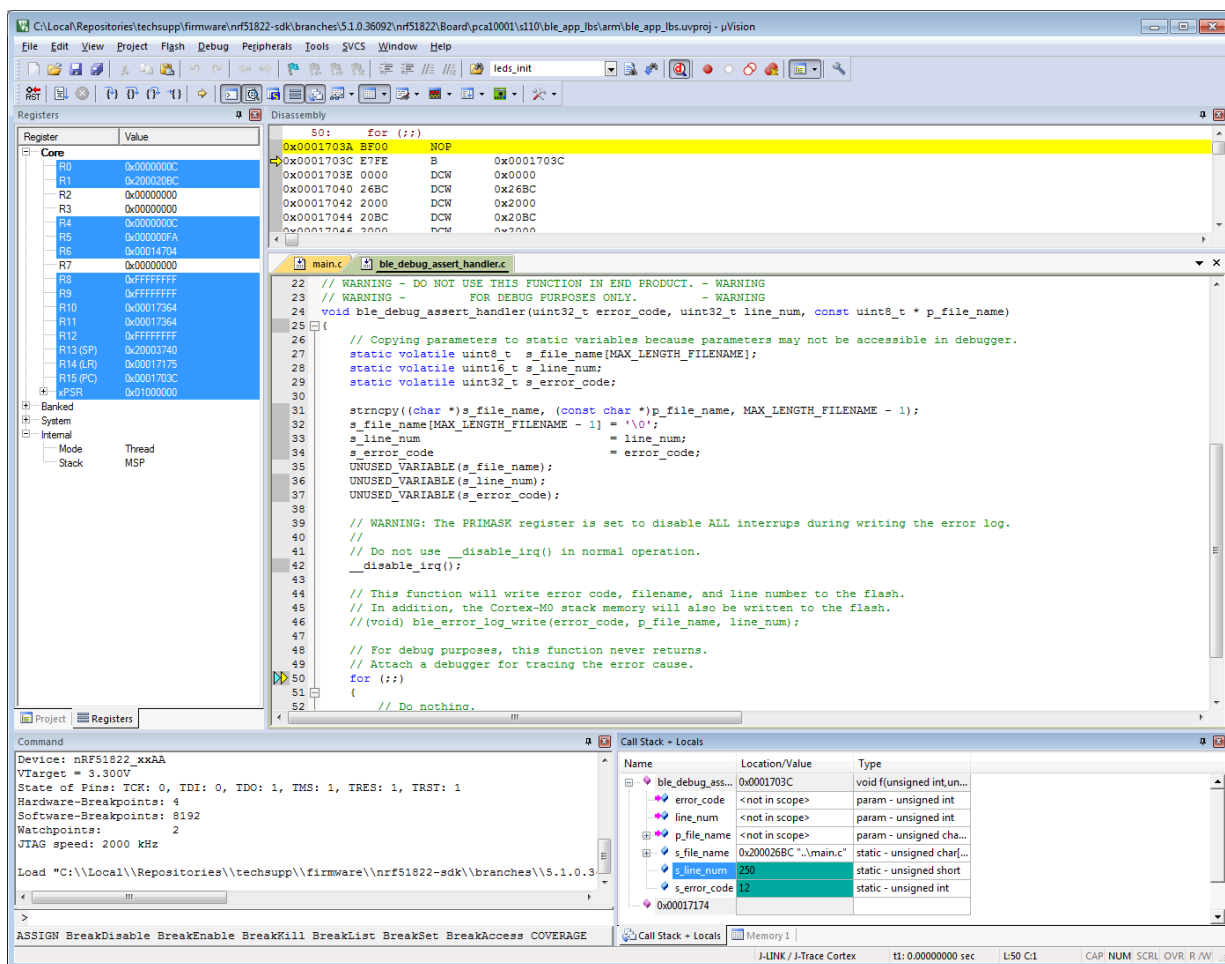 C:\Local\Repositories\techsupp\firmware\nrf51822-sdk\branches\5.1.0.36092\nrf51822\Board\pca10001\s110\ble_app_lbs\arm\ble_app_lbs.uvproj - µVision
File Edit View Project Flash Debug Peripherals Tools SVCS Window Help
leds_init
RST
Registers
Register Value
Core
R0 0x0000000C
R1 0x200020BC
R2 0x00000000
R3 0x00000000
R4 0x0000000C
R5 0x000000FA
R6 0x00014704
R7 0x00000000
R8 0xFFFFFFFF
R9 0xFFFFFFFF
R10 0x00017364
R11 0x00017364
R12 0xFFFFFFFF
R13 (SP) 0x20003740
R14 (LR) 0x00017175
R15 (PC) 0x0001703C
xPSR 0x01000000
Banked
System
Internal
Mode Thread
Stack MSP
Project Registers
Disassembly
50: for (;;)
0x0001703A BF00 NOP
0x0001703C E7FE B 0x0001703C
0x0001703E 0000 DCW 0x0000
0x00017040 26BC DCW 0x26BC
0x00017042 2000 DCW 0x2000
0x00017044 20BC DCW 0x20BC
0x00017046 2000 DCW 0x2000
main.c ble_debug_assert_handler.c
22 // WARNING - DO NOT USE THIS FUNCTION IN END PRODUCT. - WARNING
23 // WARNING - FOR DEBUG PURPOSES ONLY. - WARNING
24 void ble_debug_assert_handler(uint32_t error_code, uint32_t line_num, const uint8_t * p_file_name)
25 {
26 // Copying parameters to static variables because parameters may not be accessible in debugger.
27 static volatile uint8_t s_file_name[MAX_LENGTH_FILENAME];
28 static volatile uint16_t s_line_num;
29 static volatile uint32_t s_error_code;
30
31 strncpy((char *)s_file_name, (const char *)p_file_name, MAX_LENGTH_FILENAME - 1);
32 s_file_name[MAX_LENGTH_FILENAME - 1] = '\0';
33 s_line_num = line_num;
34 s_error_code = error_code;
35 UNUSED_VARIABLE(s_file_name);
36 UNUSED_VARIABLE(s_line_num);
37 UNUSED_VARIABLE(s_error_code);
38
39 // WARNING: The PRIMASK register is set to disable ALL interrups during writing the error log.
40 //
41 // Do not use __disable_irq() in normal operation.
42 __disable_irq();
43
44 // This function will write error code, filename, and line number to the flash.
45 // In addition, the Cortex-M0 stack memory will also be written to the flash.
46 //(void) ble_error_log_write(error_code, p_file_name, line_num);
47
48 // For debug purposes, this function never returns.
49 // Attach a debugger for tracing the error cause.
50 for (;;)
51 {
52 // Do nothing.
Command
Device: nRF51822_xxAA
VTarget = 3.300V
State of Pins: TCK: 0, TDI: 0, TDO: 1, TMS: 1, TRES: 1, TRST: 1
Hardware-Breakpoints: 4
Software-Breakpoints: 8192
Watchpoints: 2
JTAG speed: 2000 kHz
Load "C:\\Local\\Repositories\\techsupp\\firmware\\nrf51822-sdk\\branches\\5.1.0.3
>
ASSIGN BreakDisable BreakEnable BreakKill BreakList BreakSet BreakAccess COVERAGE
Call Stack + Locals
Name Location/Value Type
ble_debug_ass... 0x0001703C void f(unsigned int,un...
error_code <not in scope> param - unsigned int
line_num <not in scope> param - unsigned int
p_file_name <not in scope> param - unsigned cha...
s_file_name 0x200026BC "..\main.c" static - unsigned char[...
s_line_num 250 static - unsigned short
s_error_code 12 static - unsigned int
0x00017174
Call Stack + Locals Memory 1
J-LINK / J-Trace Cortex t1: 0.00000000 sec L:50 C:1 CAP NUM SCRL OVR R /W